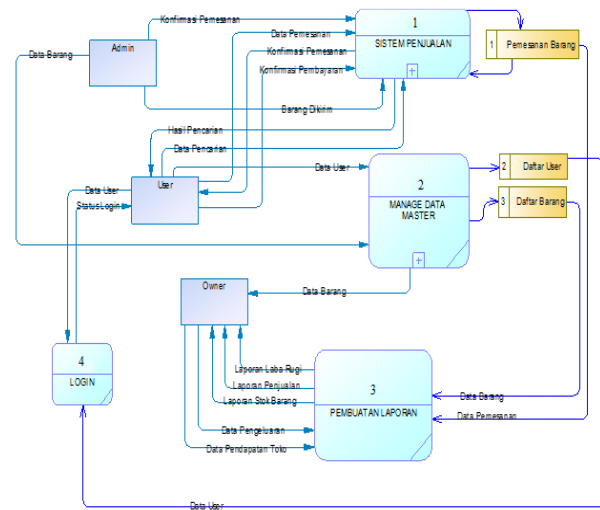 Konfirmasi Pemesanan
1
Data Pemesanan
1 Pemesanan Barang
Admin
SISTEM PENJUALAN
Data Barang
Konfirmasi Pemesanan
Konfirmasi Pembayaran
Barang Dikirim
Hasil Pencarian
Data Pencarian
Data User
2 Daftar User
User
2
Data User
MANAGE DATA
MASTER
3 Daftar Barang
Status Login
Owner
Data Barang
4
LOGIN
Laporan Laba Rugi
Laporan Penjualan
3
Laporan Stok Barang
PEMBUATAN LAPORAN
Data Barang
Data Pemesanan
Data Pengeluaran
Data Pendapatan Toko
Data User